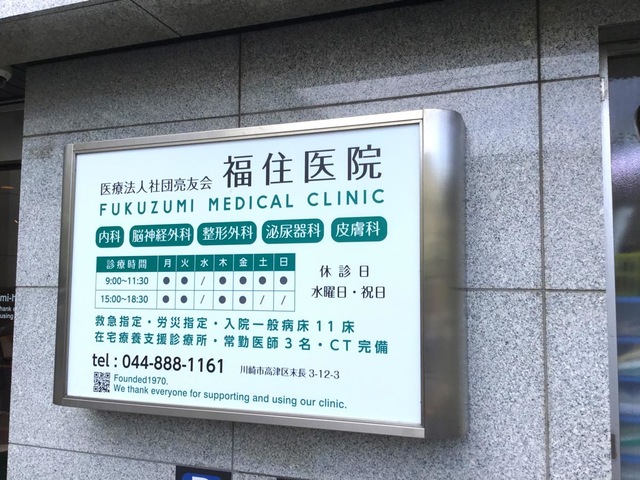 医療法人社団亮友会 福住医院
FUKUZUMI MEDICAL CLINIC
内科 脳神経外科 整形外科 泌尿器科 皮膚科
診療時間 月 火 水 木 金 土 日
9:00~11:30 ● ● / ● ● ● ●
15:00~18:30 ● ● / ● ● / /
休診日
水曜日・祝日
救急指定・労災指定・入院一般病床11床
在宅療養支援診療所・常勤医師3名・CT完備
tel : 044-888-1161 川崎市高津区末長 3-12-3
Founded1970.
We thank everyone for supporting and using our clinic.